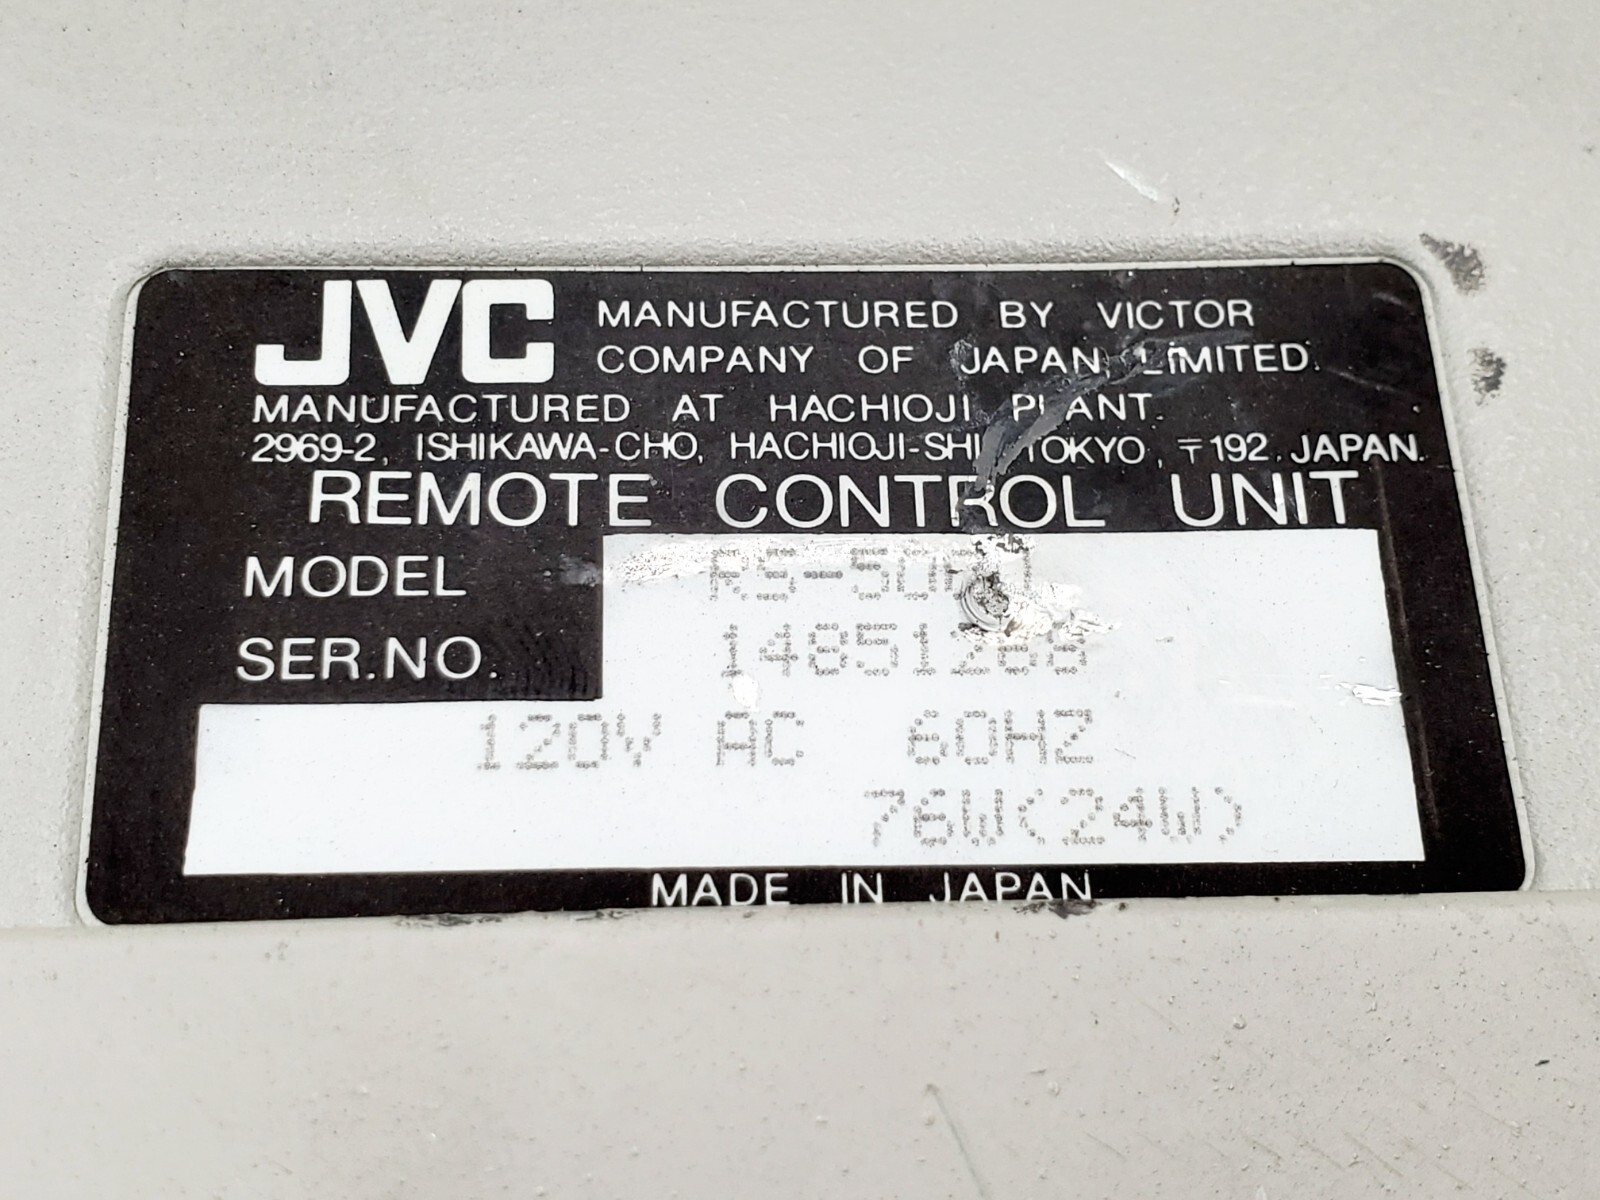 JVC
MANUFACTURED BY VICTOR
COMPANY OF JAPAN, LIMITED.
MANUFACTURED AT HACHIOJI PLANT.
2969-2, ISHIKAWA-CHO, HACHIOJI-SHI, TOKYO, 〒192, JAPAN.
REMOTE CONTROL UNIT
MODEL
SER.NO.
120V AC 60HZ
76W(24W)
MADE IN JAPAN